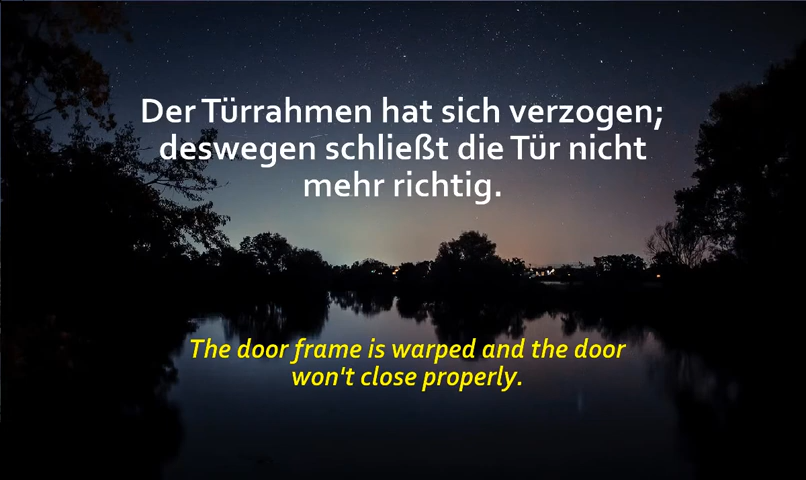 Der Türrahmen hat sich verzogen;
deswegen schließt die Tür nicht
mehr richtig.
The door frame is warped and the door
won't close properly.